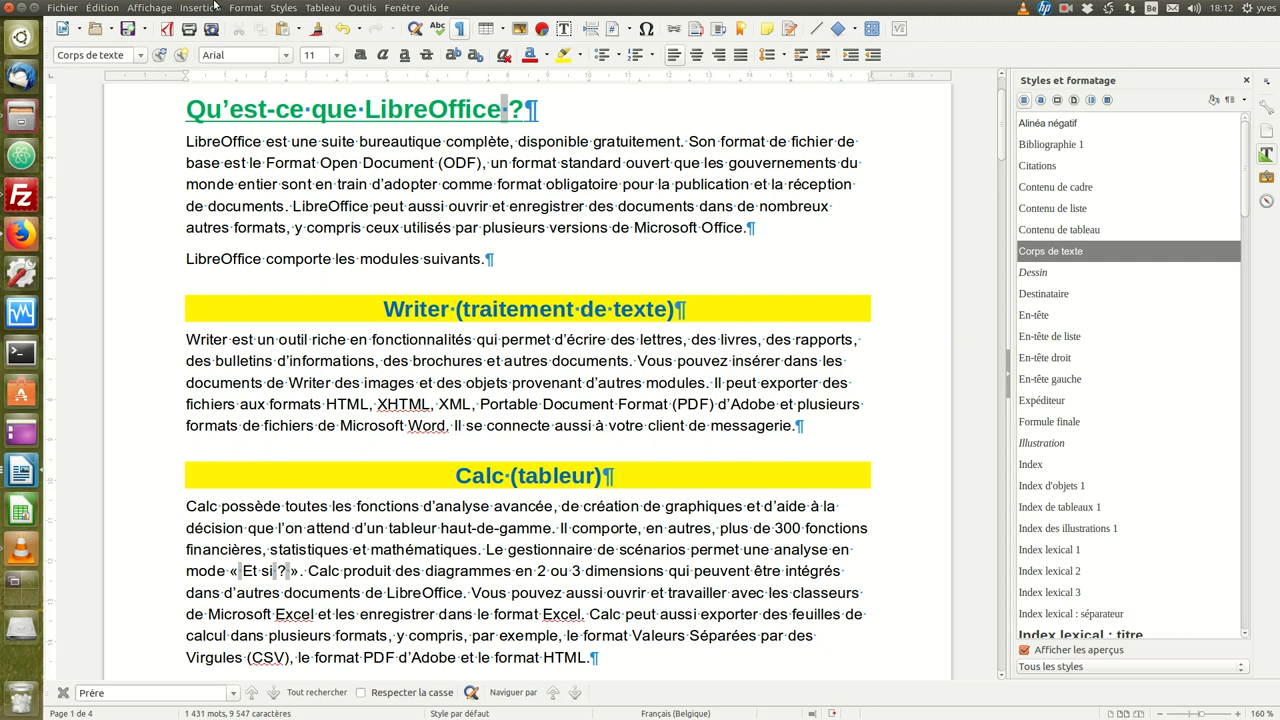 Fichier Édition Affichage Insertion Format Styles Tableau Outils Fenêtre Aide
Be 18:12 yves
Corps de texte Arial 11
Qu’est-ce·que·LibreOffice·?¶
LibreOffice·est·une·suite·bureautique·complète,·disponible·gratuitement.·Son·format·de·fichier·de·
base·est·le·Format·Open·Document·(ODF),·un·format·standard·ouvert·que·les·gouvernements·du·
monde·entier·sont·en·train·d’adopter·comme·format·obligatoire·pour·la·publication·et·la·réception·
de·documents.·LibreOffice·peut·aussi·ouvrir·et·enregistrer·des·documents·dans·de·nombreux·
autres·formats,·y·compris·ceux·utilisés·par·plusieurs·versions·de·Microsoft·Office.¶
LibreOffice·comporte·les·modules·suivants.¶
Writer·(traitement·de·texte)¶
Writer·est·un·outil·riche·en·fonctionnalités·qui·permet·d’écrire·des·lettres,·des·livres,·des·rapports,·
des·bulletins·d’informations,·des·brochures·et·autres·documents.·Vous·pouvez·insérer·dans·les·
documents·de·Writer·des·images·et·des·objets·provenant·d’autres·modules.·Il·peut·exporter·des·
fichiers·aux·formats·HTML,·XHTML,·XML,·Portable·Document·Format·(PDF)·d’Adobe·et·plusieurs·
formats·de·fichiers·de·Microsoft·Word.·Il·se·connecte·aussi·à·votre·client·de·messagerie.¶
Calc·(tableur)¶
Calc·possède·toutes·les·fonctions·d’analyse·avancée,·de·création·de·graphiques·et·d’aide·à·la·
décision·que·l’on·attend·d’un·tableur·haut-de-gamme.·Il·comporte,·en·autres,·plus·de·300·fonctions·
financières,·statistiques·et·mathématiques.·Le·gestionnaire·de·scénarios·permet·une·analyse·en·
mode·«·Et·si·?·».·Calc·produit·des·diagrammes·en·2·ou·3·dimensions·qui·peuvent·être·intégrés·
dans·d’autres·documents·de·LibreOffice.·Vous·pouvez·aussi·ouvrir·et·travailler·avec·les·classeurs·
de·Microsoft·Excel·et·les·enregistrer·dans·le·format·Excel.·Calc·peut·aussi·exporter·des·feuilles·de·
calcul·dans·plusieurs·formats,·y·compris,·par·exemple,·le·format·Valeurs·Séparées·par·des·
Virgules·(CSV),·le·format·PDF·d’Adobe·et·le·format·HTML.¶
Styles et formatage
Alinéa négatif
Bibliographie 1
Citations
Contenu de cadre
Contenu de liste
Contenu de tableau
Corps de texte
Dessin
Destinataire
En-tête
En-tête de liste
En-tête droit
En-tête gauche
Expéditeur
Formule finale
Illustration
Index
Index d'objets 1
Index de tableaux 1
Index des illustrations 1
Index lexical 1
Index lexical 2
Index lexical 3
Index lexical : séparateur
Index lexical : titre
Afficher les aperçus
Tous les styles
Prére Tout rechercher Respecter la casse Naviguer par
Page 1 de 4 1 431 mots, 9 547 caractères Style par défaut Français (Belgique) 160 %